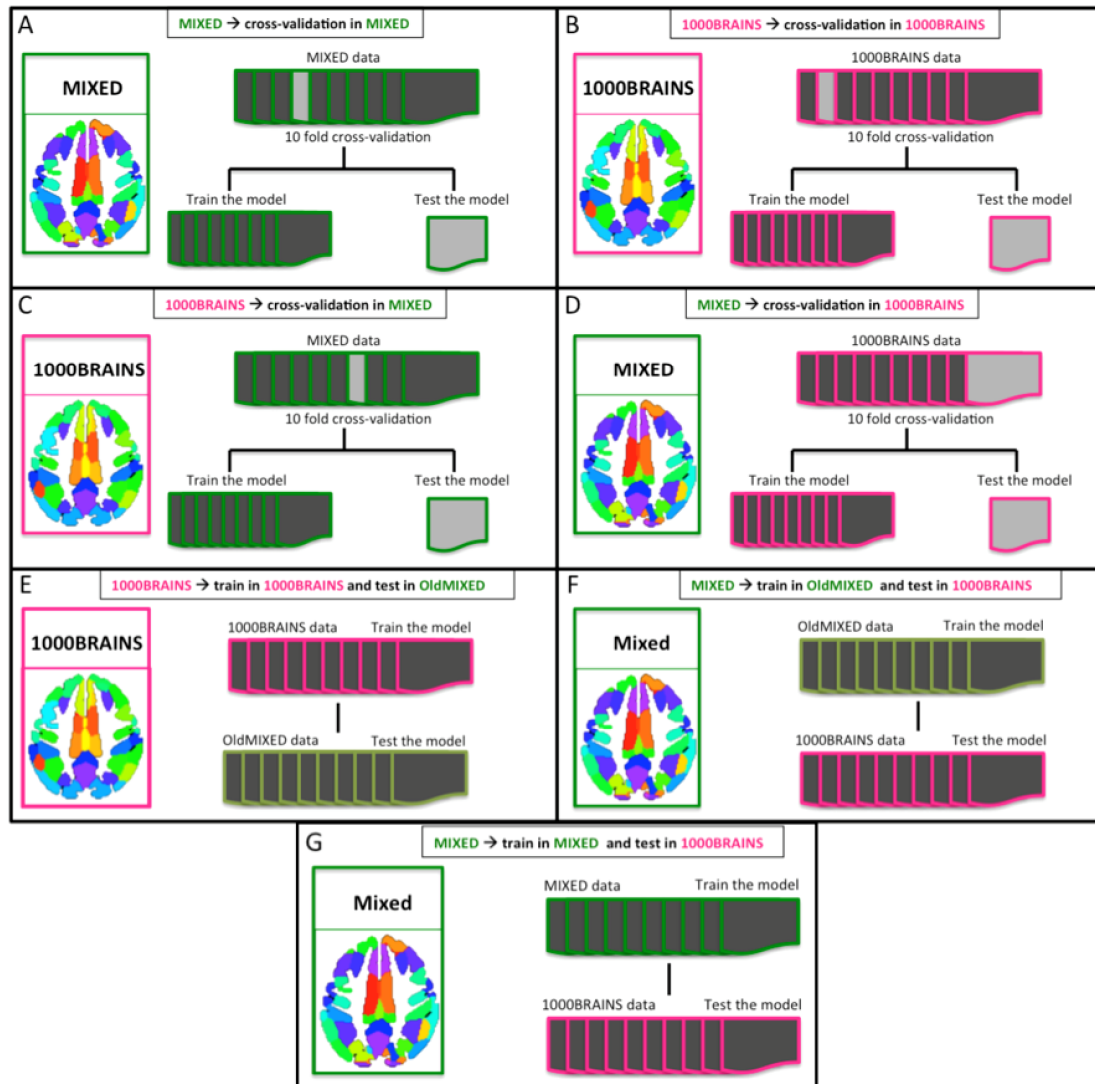 A
MIXED → cross-validation in MIXED
MIXED
MIXED data
10 fold cross-validation
Train the model
Test the model
B
1000BRAINS → cross-validation in 1000BRAINS
1000BRAINS
1000BRAINS data
10 fold cross-validation
Train the model
Test the model
C
1000BRAINS → cross-validation in MIXED
1000BRAINS
MIXED data
10 fold cross-validation
Train the model
Test the model
D
MIXED → cross-validation in 1000BRAINS
MIXED
1000BRAINS data
10 fold cross-validation
Train the model
Test the model
E
1000BRAINS → train in 1000BRAINS and test in OldMIXED
1000BRAINS
1000BRAINS data Train the model
OldMIXED data Test the model
F
MIXED → train in OldMIXED and test in 1000BRAINS
Mixed
OldMIXED data Train the model
1000BRAINS data Test the model
G
MIXED → train in MIXED and test in 1000BRAINS
Mixed
MIXED data Train the model
1000BRAINS data Test the model